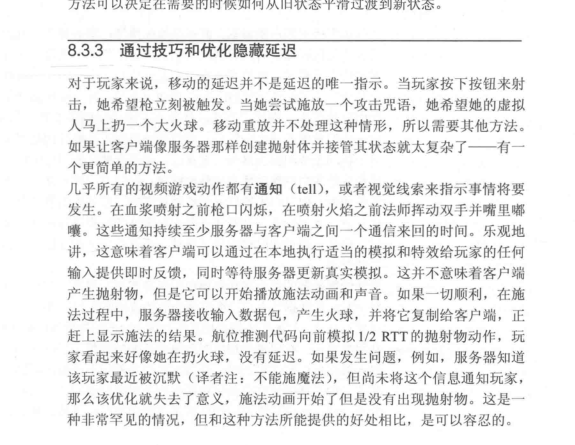 方法可以决定在需要的时候如何从旧状态平滑过渡到新状态。
8.3.3 通过技巧和优化隐藏延迟
对于玩家来说，移动的延迟并不是延迟的唯一指示。当玩家按下按钮来射
击，她希望枪立刻被触发。当她尝试施放一个攻击咒语，她希望她的虚拟
人马上扔一个大火球。移动重放并不处理这种情形，所以需要其他方法。
如果让客户端像服务器那样创建抛射体并接管其状态就太复杂了——有一
个更简单的方法。
几乎所有的视频游戏动作都有通知（tell），或者视觉线索来指示事情将要
发生。在血浆喷射之前枪口闪烁，在喷射火焰之前法师挥动双手并嘴里嘟
囔。这些通知持续至少服务器与客户端之间一个通信来回的时间。乐观地
讲，这意味着客户端可以通过在本地执行适当的模拟和特效给玩家的任何
输入提供即时反馈，同时等待服务器更新真实模拟。这并不意味着客户端
产生抛射物，但是它可以开始播放施法动画和声音。如果一切顺利，在施
法过程中，服务器接收输入数据包，产生火球，并将它复制给客户端，正
赶上显示施法的结果。航位推测代码向前模拟1/2 RTT的抛射物动作，玩
家看起来好像她在扔火球，没有延迟。如果发生问题，例如，服务器知道
该玩家最近被沉默（译者注：不能施魔法），但尚未将这个信息通知玩家，
那么该优化就失去了意义，施法动画开始了但是没有出现抛射物。这是一
种非常罕见的情况，但和这种方法所能提供的好处相比，是可以容忍的。